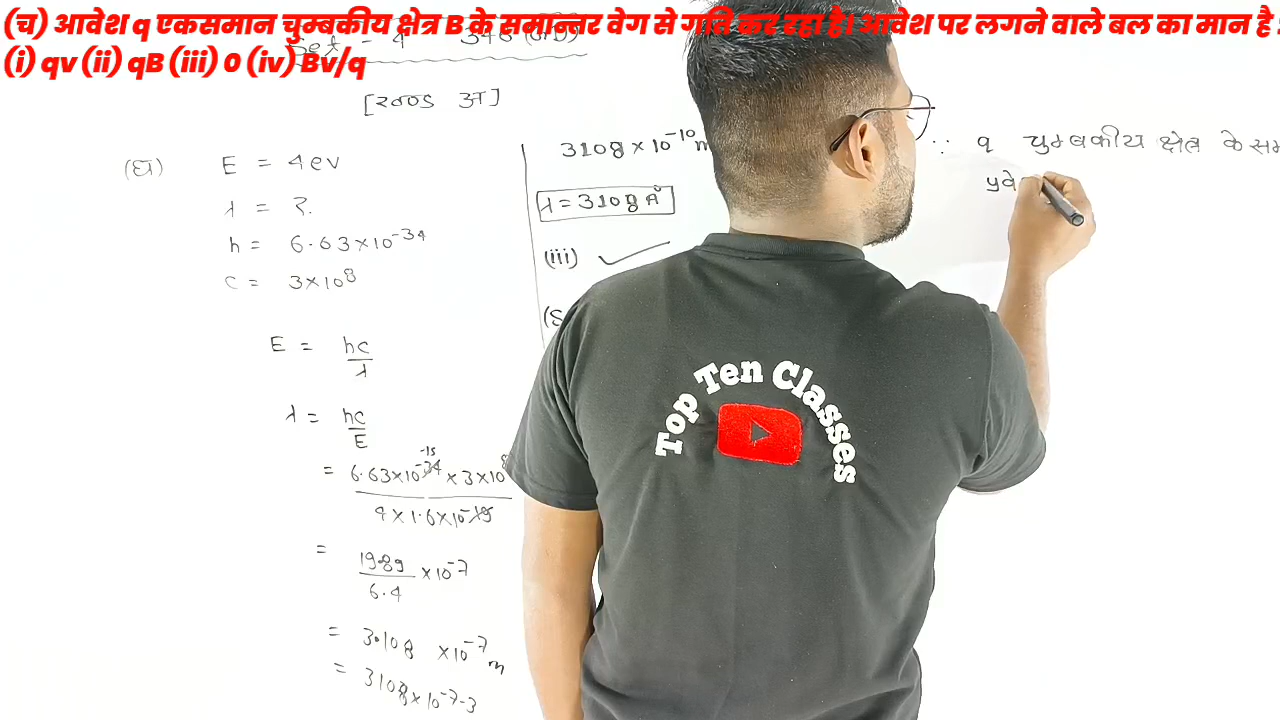 (च) आवेश q एकसमान चुम्बकीय क्षेत्र B के समान्तर वेग से गति कर रहा है। आवेश पर लगने वाले बल का मान है
(i) qv (ii) qB (iii) 0 (iv) Bv/q
[खण्ड अ]
(घ) E = 4ev
λ = ?
h = 6.63×10⁻³⁴
c = 3×10⁸
E = hc/λ
λ = hc/E
= 6.63×10⁻³⁴ × 3×10⁸ / 4×1.6×10⁻¹⁹
-15
= 19.89/6.4 ×10⁻⁷
= 3.108 ×10⁻⁷ m
= 3108×10⁻⁷⁻³
3108×10⁻¹⁰ m
λ = 3108 Å
(iii) ✓
∵ q चुम्बकीय क्षेत्र के सम
प्रवे
Top Ten Classes